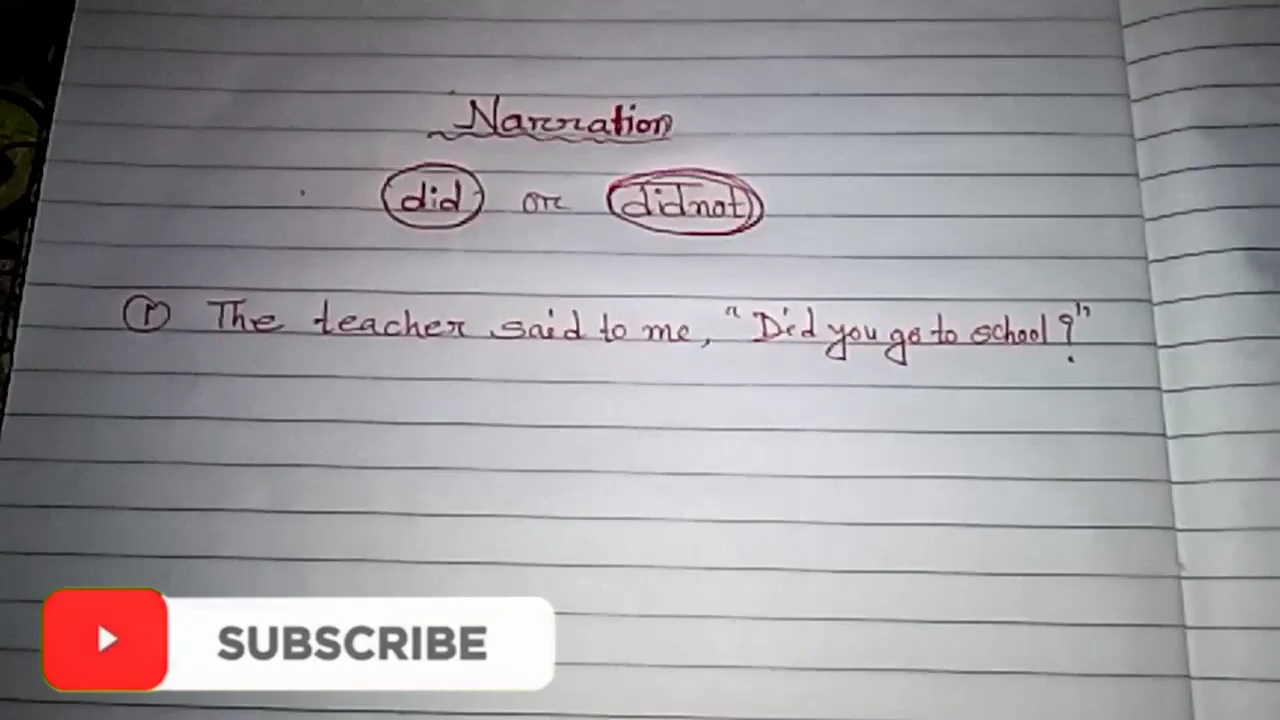 Narration
did or didnot
① The teacher said to me, "Did you go to school?"
SUBSCRIBE